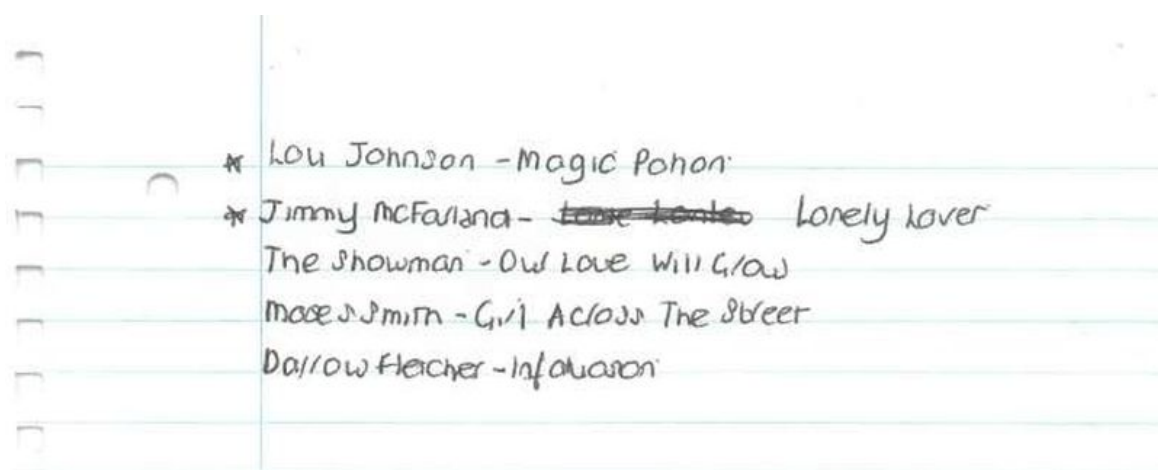 * Lou Johnson - Magic Potion
* Jimmy McFarland - Lonely Lover
The Showman - Our Love Will Grow
Moses Smith - Girl Across The Street
Darrow Fletcher - Infatuation